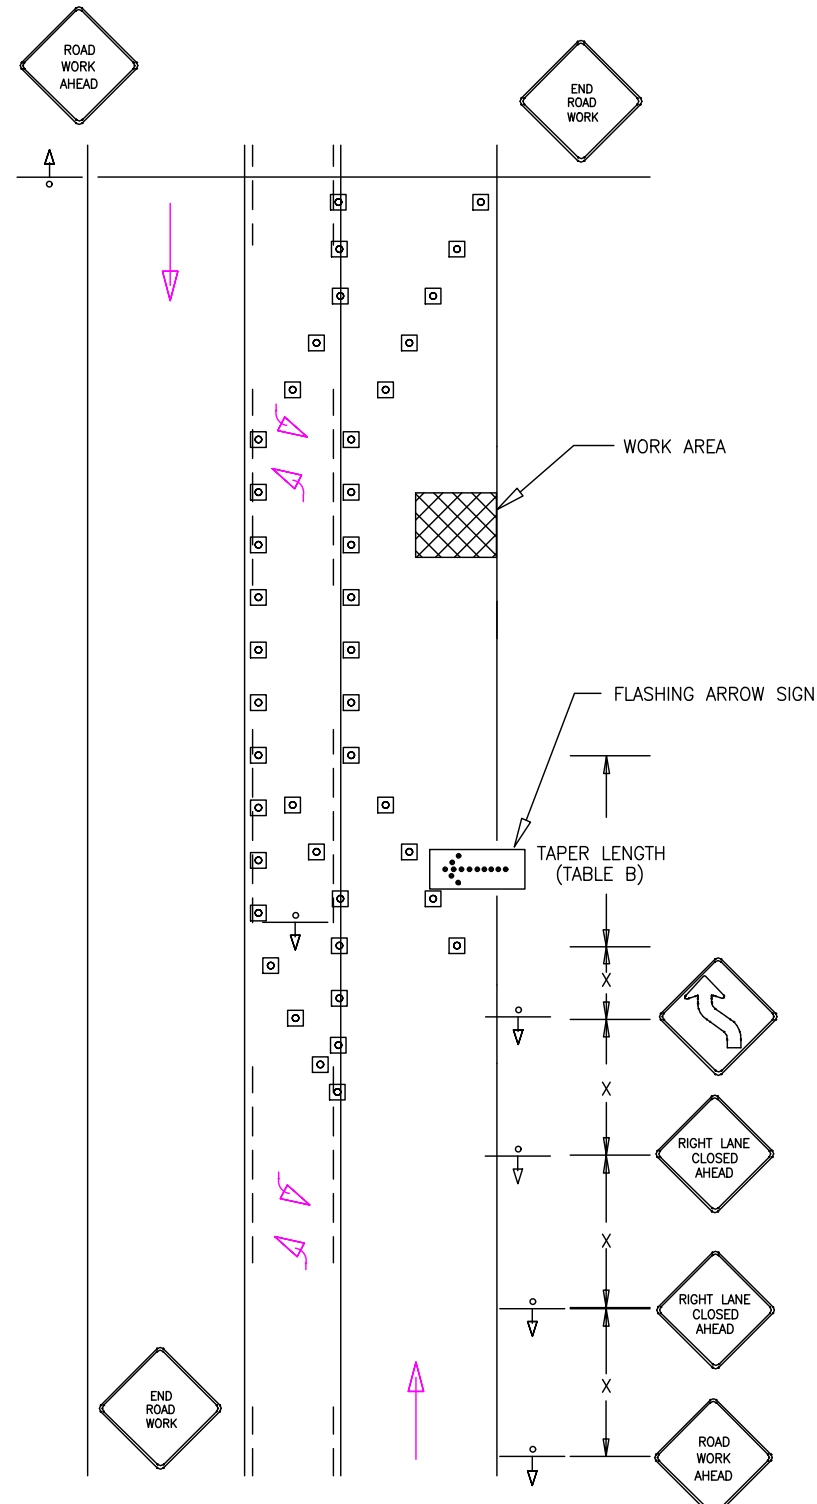 ROAD
WORK
AHEAD
END
ROAD
WORK
WORK AREA
FLASHING ARROW SIGN
TAPER LENGTH
(TABLE B)
X
X
RIGHT LANE
CLOSED
AHEAD
X
RIGHT LANE
CLOSED
AHEAD
X
END
ROAD
WORK
ROAD
WORK
AHEAD